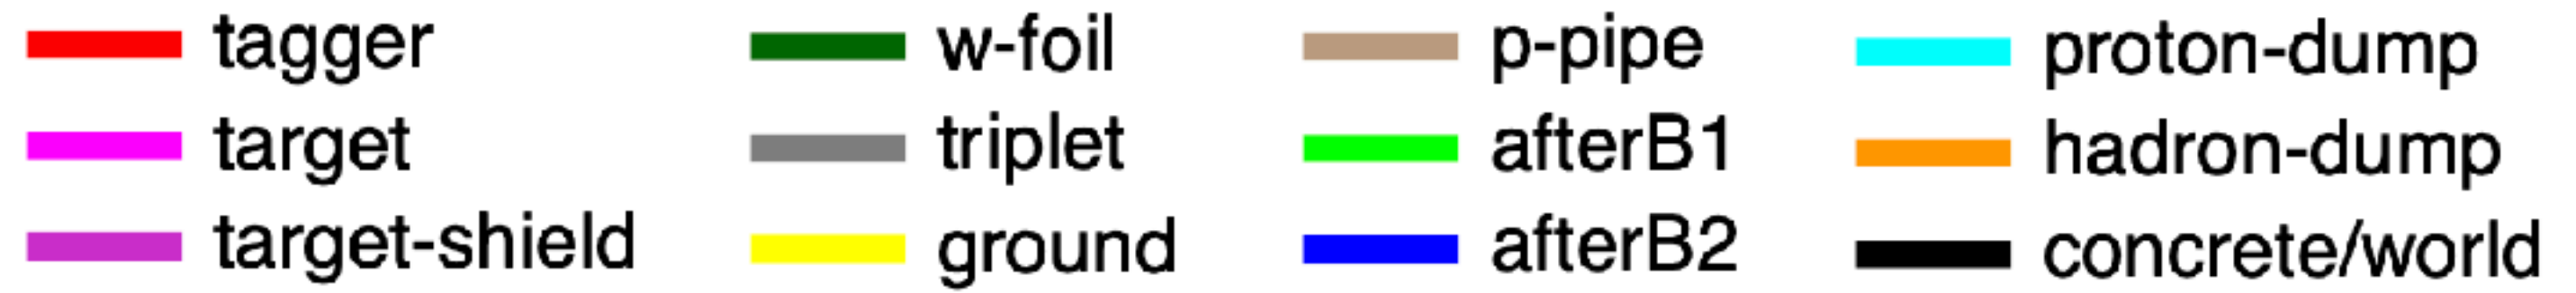 tagger w-foil p-pipe proton-dump
target triplet afterB1 hadron-dump
target-shield ground afterB2 concrete/world